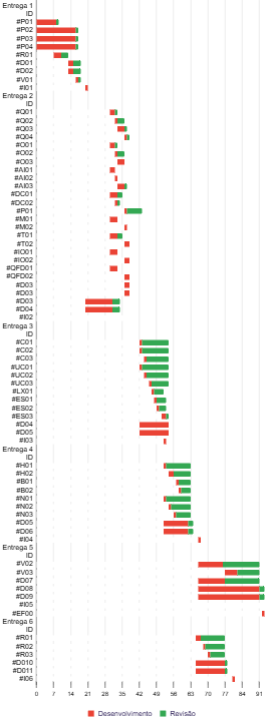 Entrega 1
ID
#P01
#P02
#P03
#P04
#R01
#D01
#D02
#V01
#I01
Entrega 2
ID
#Q01
#Q02
#Q03
#Q04
#O01
#O02
#O03
#AI01
#AI02
#AI03
#DC01
#DC02
#P01
#M01
#M02
#T01
#T02
#IO01
#IO02
#QFD01
#QFD02
#D03
#D03
#D03
#D04
#I02
Entrega 3
ID
#C01
#C02
#C03
#UC01
#UC02
#UC03
#LX01
#ES01
#ES02
#ES03
#D04
#D05
#I03
Entrega 4
ID
#H01
#H02
#B01
#B02
#N01
#N02
#N03
#D05
#D06
#I04
Entrega 5
ID
#V02
#V03
#D07
#D08
#D09
#I05
#EF00
Entrega 6
ID
#R01
#R02
#R03
#D010
#D011
#I06
0 7 14 21 28 35 42 49 56 63 70 77 84 91
Desenvolvimento Revisão